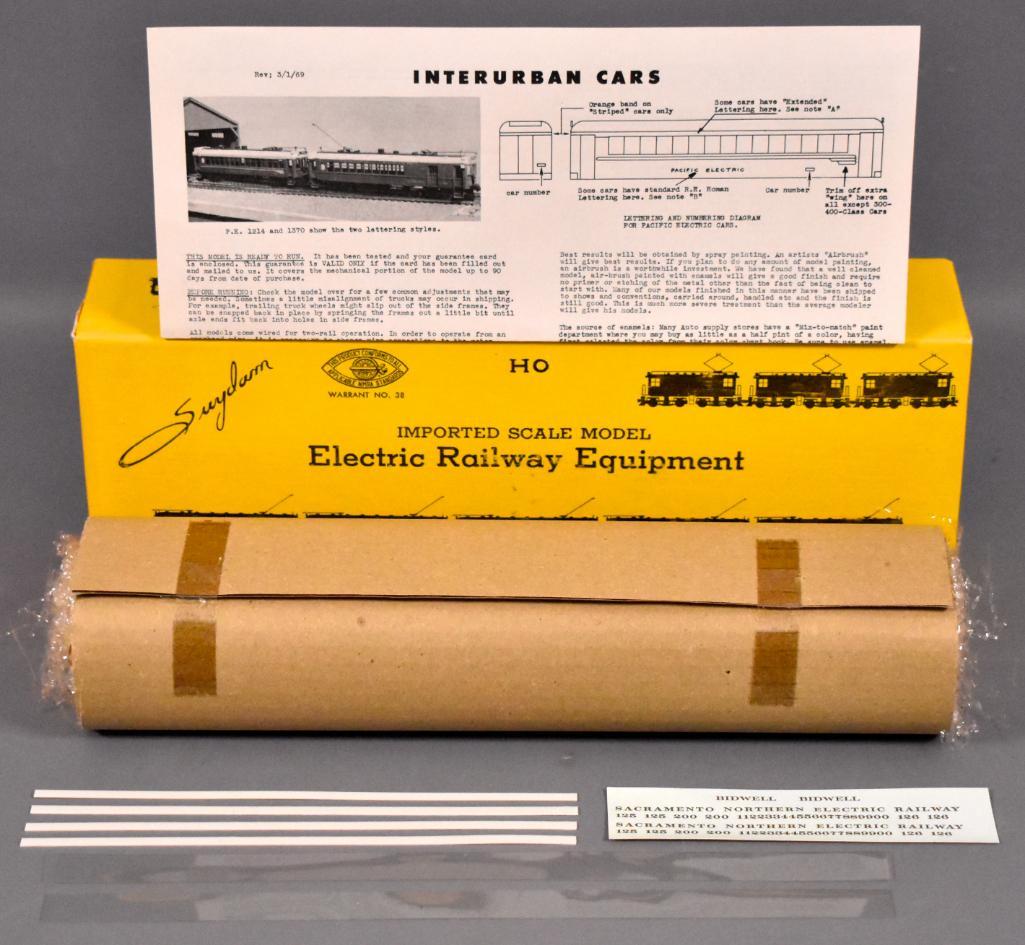 Rev; 3/1/69
INTERURBAN CARS
Orange band on
"Striped" cars only
Some cars have "Extended"
Lettering here. See note "A"
PACIFIC ELECTRIC
car number
Some cars have standard R.R. Roman
Lettering here. See note "B"
Car number
Trim off extra
"wing" here on
all except 300-
400-Class Cars
LETTERING AND NUMBERING DIAGRAM
FOR PACIFIC ELECTRIC CARS.
P.E. 1214 and 1370 show the two lettering styles.
THIS MODEL IS READY TO RUN. It has been tested and your guarantee card
is enclosed. This guarantee is VALID ONLY if the card has been filled out
and mailed to us. It covers the mechanical portion of the model up to 90
days from date of purchase.
BEFORE RUNNING: Check the model over for a few common adjustments that may
be needed. Sometimes a little misalignment of trucks may occur in shipping.
For example, trailing truck wheels might slip out of the side frames. They
can be snapped back in place by springing the frames out a little bit until
axle ends fit back into holes in side frames.
All models come wired for two-rail operation. In order to operate from an
Best results will be obtained by spray painting. An artists "Airbrush"
will give best results. If you plan to do any amount of model painting,
an airbrush is a worthwhile investment. We have found that a well cleaned
model, air-brush painted with enamels will give a good finish and require
no primer or etching of the metal other than the fact of being clean to
start with. Many of our models finished in this manner have been shipped
to shows and conventions, carried around, handled etc and the finish is
still good. This is much more severe treatment than the average modeler
will give his models.
The source of enamels: Many Auto supply stores have a "Mix-to-match" paint
department where you may buy as little as a half pint of a color, having
Suydam
THIS PRODUCT CONFORMS TO ALL
APPLICABLE NMRA STANDARDS
WARRANT NO. 38
HO
IMPORTED SCALE MODEL
Electric Railway Equipment
BIDWELL BIDWELL
SACRAMENTO NORTHERN ELECTRIC RAILWAY
125 125 200 200 11223344556677889900 126 126
SACRAMENTO NORTHERN ELECTRIC RAILWAY
125 125 200 200 11223344556677889900 126 126